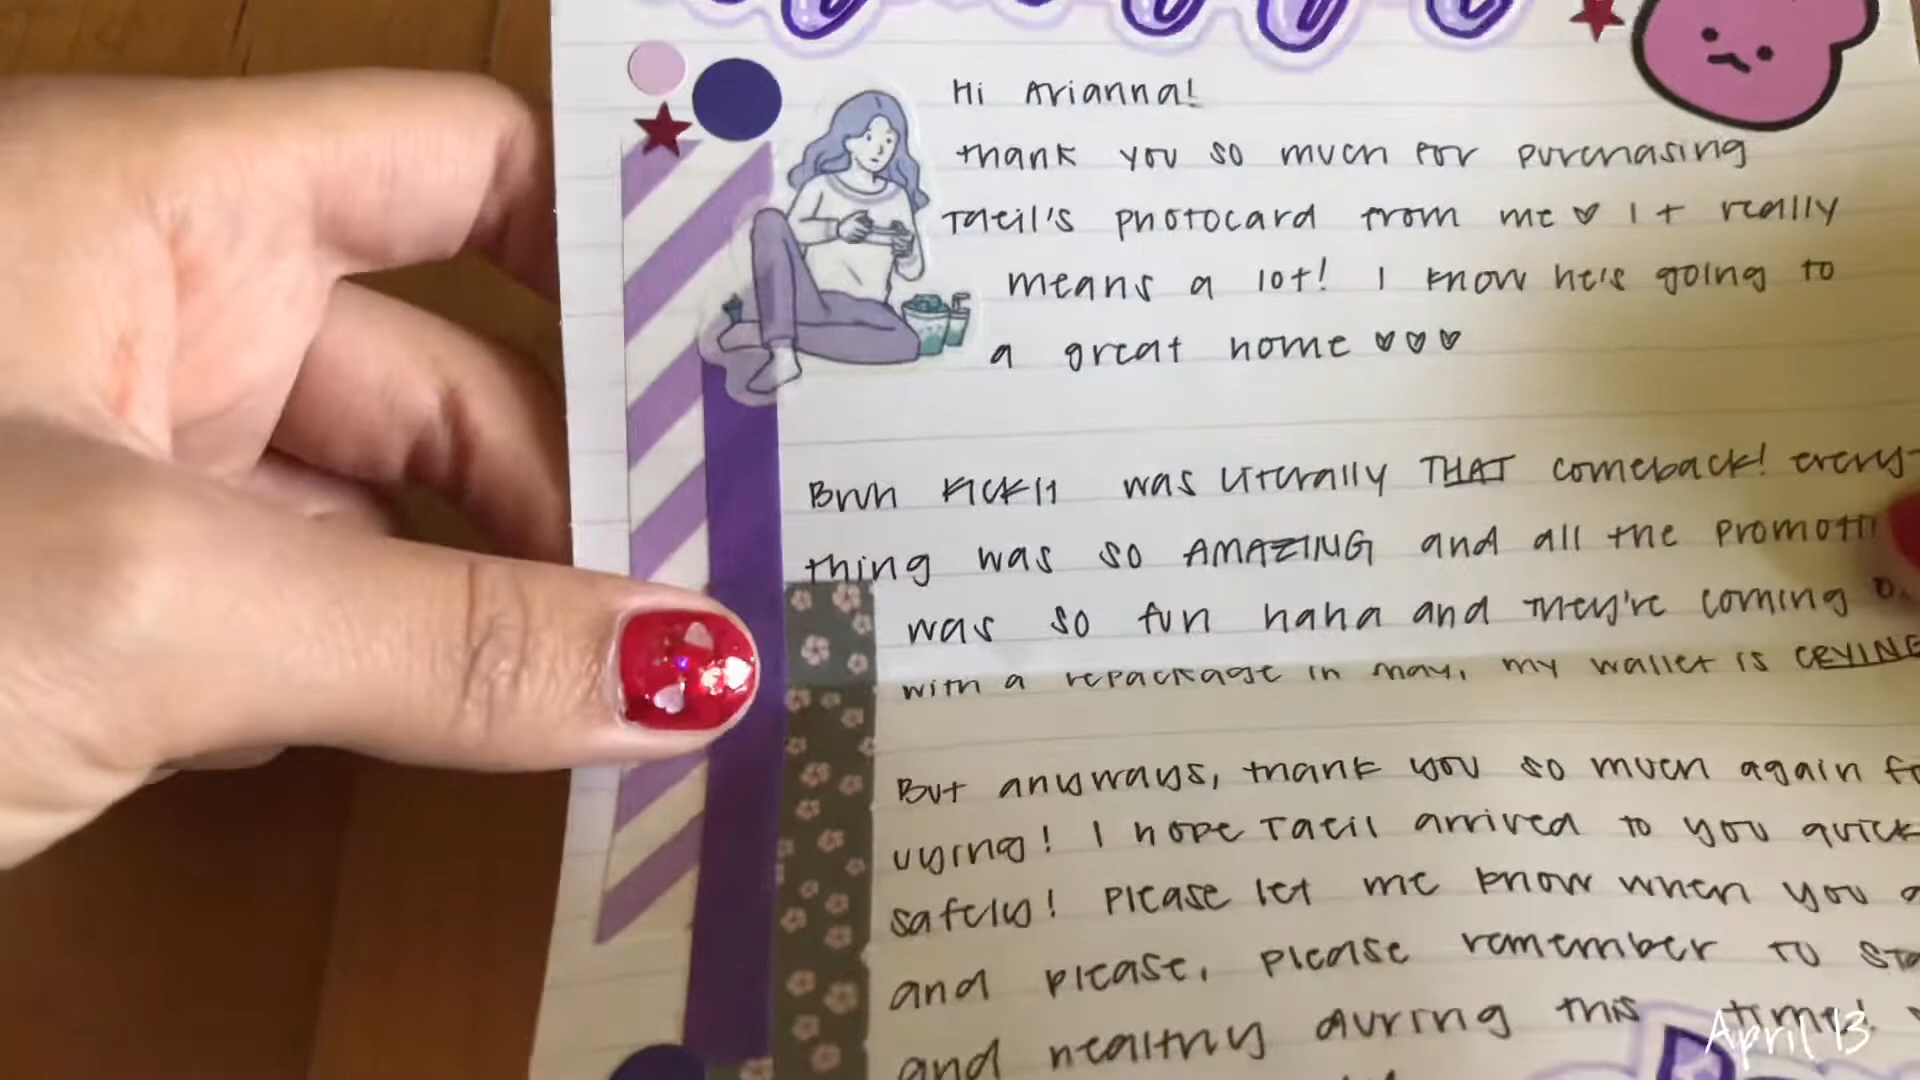 Hi Arianna!
thank you so much for purchasing
Taeil's photocard from me ♡ It really
means a lot! I know he's going to
a great home ♡♡♡
Bruh KICK IT was literally THAT comeback! every-
thing was so AMAZING and all the
was so fun haha and they're coming
with a repackage in may, my wallet is CRYING
But anyways, thank you so much again
I hope Taeil arrived to you
safely! Please let me know when you
and please, please remember to
and healthy during this time!
April 13